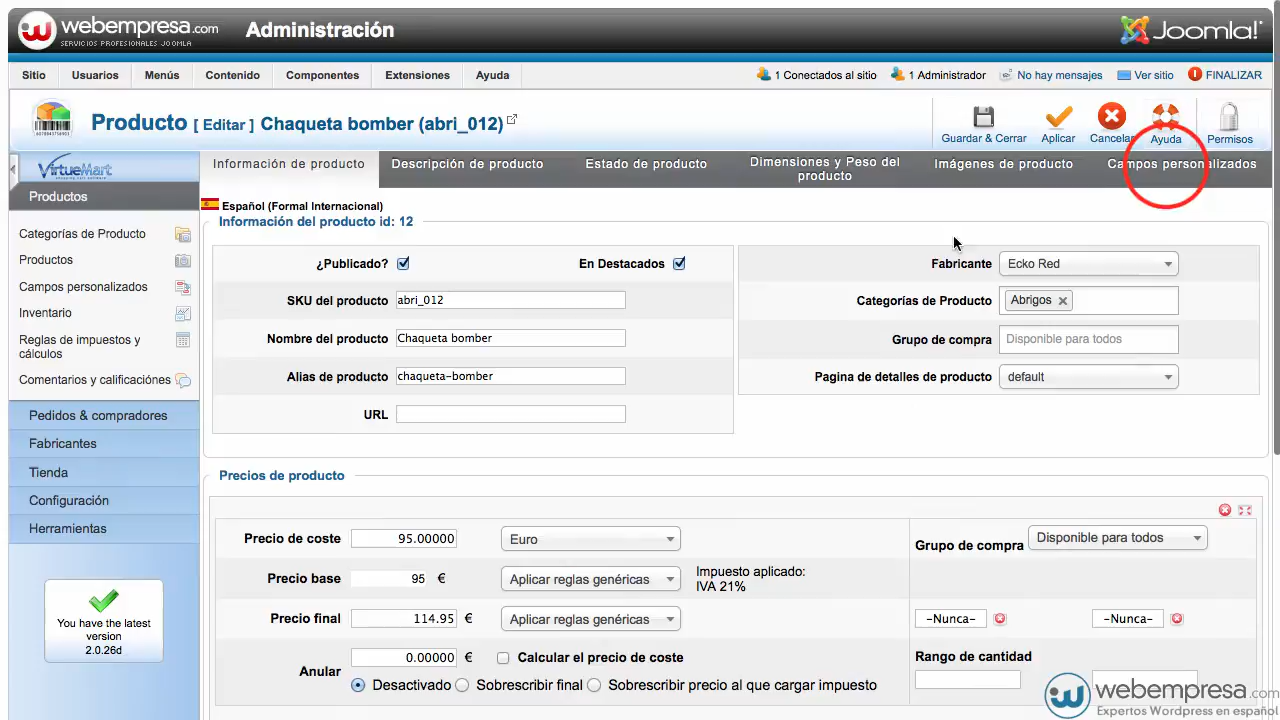 webempresa.com
SERVICIOS PROFESIONALES JOOMLA
Administración
Joomla!
Sitio Usuarios Menús Contenido Componentes Extensiones Ayuda
1 Conectados al sitio 1 Administrador No hay mensajes Ver sitio FINALIZAR
Producto [ Editar ] Chaqueta bomber (abri_012)
Guardar & Cerrar Aplicar Cancelar Ayuda Permisos
VirtueMart
Información de producto Descripción de producto Estado de producto Dimensiones y Peso del producto Imágenes de producto Campos personalizados
Productos
Categorías de Producto
Productos
Campos personalizados
Inventario
Reglas de impuestos y
cálculos
Comentarios y calificaciónes
Pedidos & compradores
Fabricantes
Tienda
Configuración
Herramientas
You have the latest
version
2.0.26d
Español (Formal Internacional)
Información del producto id: 12
¿Publicado? En Destacados
SKU del producto abri_012
Nombre del producto Chaqueta bomber
Alias de producto chaqueta-bomber
URL
Fabricante Ecko Red
Categorías de Producto Abrigos
Grupo de compra Disponible para todos
Pagina de detalles de producto default
Precios de producto
Precio de coste 95.00000 Euro
Precio base 95 € Aplicar reglas genéricas Impuesto aplicado:
IVA 21%
Precio final 114.95 € Aplicar reglas genéricas
Anular 0.00000 € Calcular el precio de coste
Desactivado Sobrescribir final Sobrescribir precio al que cargar impuesto
Grupo de compra Disponible para todos
-Nunca- -Nunca-
Rango de cantidad
webempresa.com
Expertos Wordpress en español